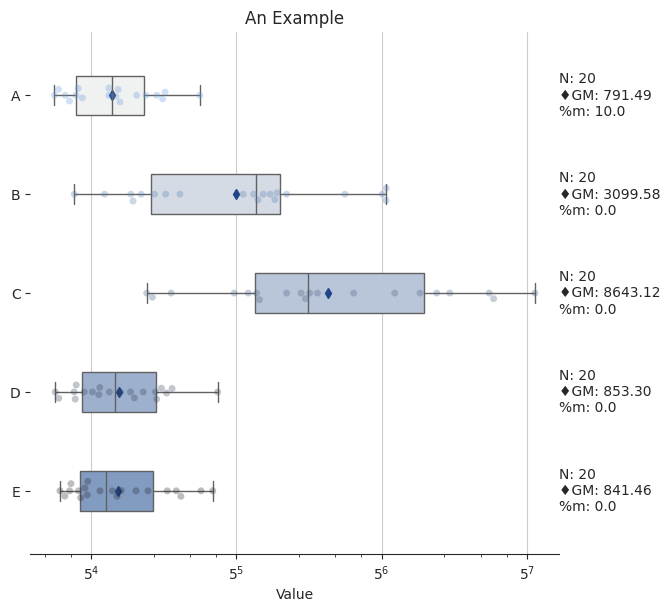 An Example
A
N: 20
♦GM: 791.49
%m: 10.0
B
N: 20
♦GM: 3099.58
%m: 0.0
C
N: 20
♦GM: 8643.12
%m: 0.0
D
N: 20
♦GM: 853.30
%m: 0.0
E
N: 20
♦GM: 841.46
%m: 0.0
5⁴ 5⁵ 5⁶ 5⁷
Value